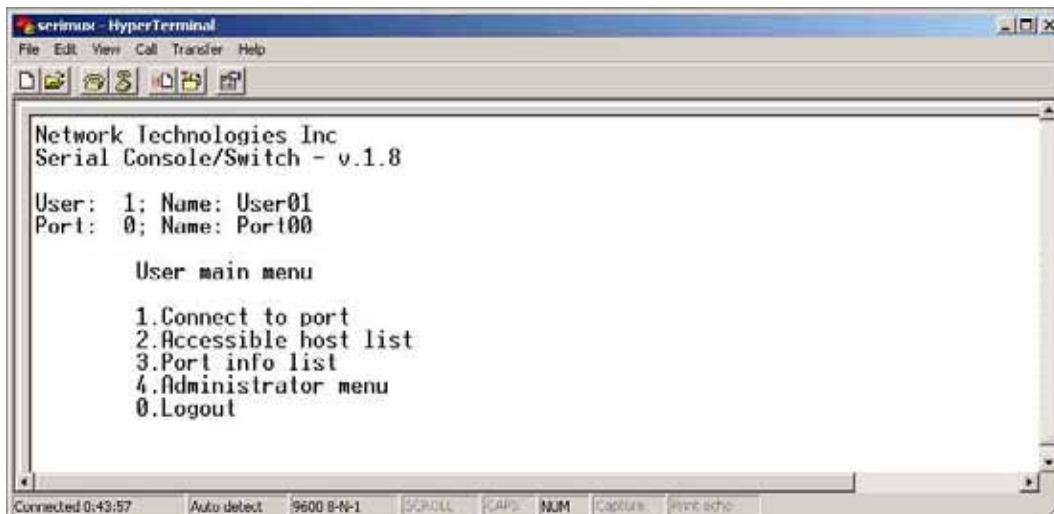 serimux - HyperTerminal
File Edit View Call Transfer Help
Network Technologies Inc
Serial Console/Switch - v.1.8
User: 1; Name: User01
Port: 0; Name: Port00
User main menu
1.Connect to port
2.Accessible host list
3.Port info list
4.Administrator menu
0.Logout
Connected 0:43:57 Auto detect 9600 8-N-1 SCROLL CAPS NUM Capture Print echo